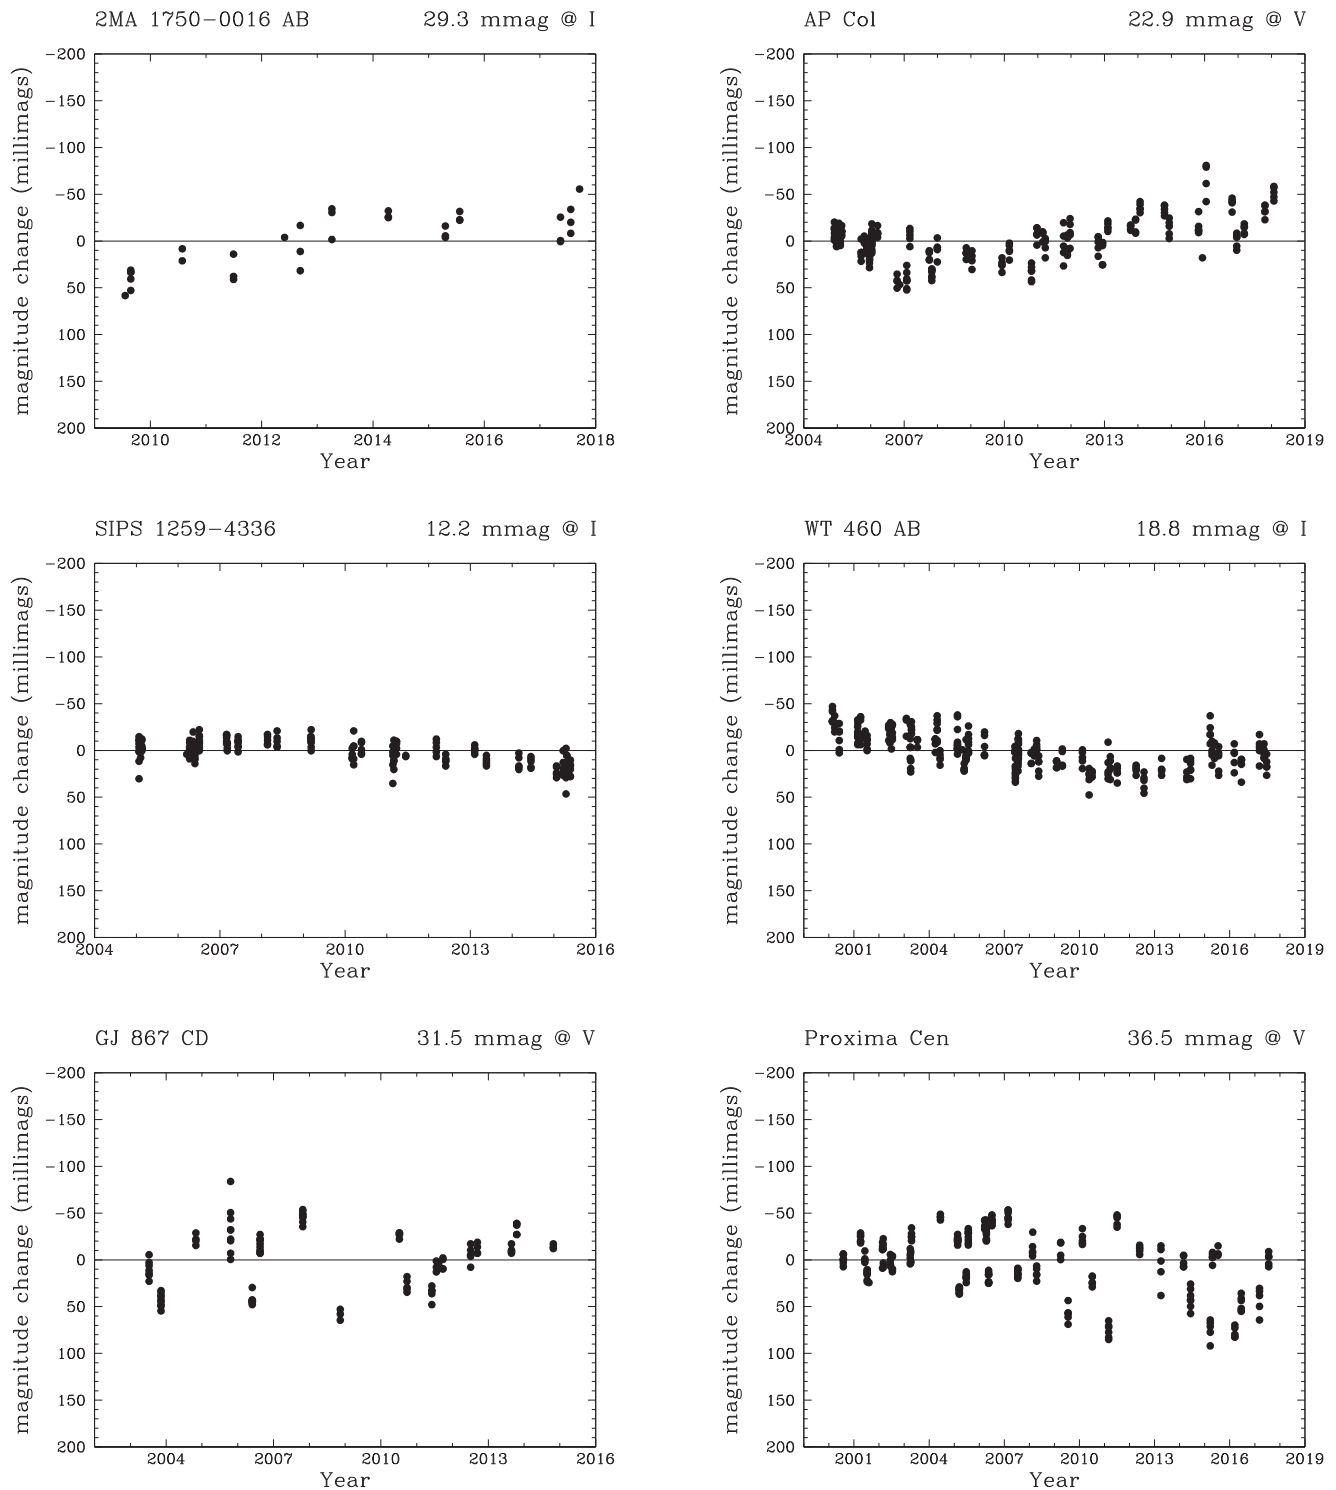 2MA 1750−0016 AB 29.3 mmag @ I
magnitude change (millimags)
−200
−150
−100
−50
0
50
100
150
200
2010 2012 2014 2016 2018
Year
AP Col 22.9 mmag @ V
magnitude change (millimags)
−200
−150
−100
−50
0
50
100
150
200
2004 2007 2010 2013 2016 2019
Year
SIPS 1259−4336 12.2 mmag @ I
magnitude change (millimags)
−200
−150
−100
−50
0
50
100
150
200
2004 2007 2010 2013 2016
Year
WT 460 AB 18.8 mmag @ I
magnitude change (millimags)
−200
−150
−100
−50
0
50
100
150
200
2001 2004 2007 2010 2013 2016 2019
Year
GJ 867 CD 31.5 mmag @ V
magnitude change (millimags)
−200
−150
−100
−50
0
50
100
150
200
2004 2007 2010 2013 2016
Year
Proxima Cen 36.5 mmag @ V
magnitude change (millimags)
−200
−150
−100
−50
0
50
100
150
200
2001 2004 2007 2010 2013 2016 2019
Year